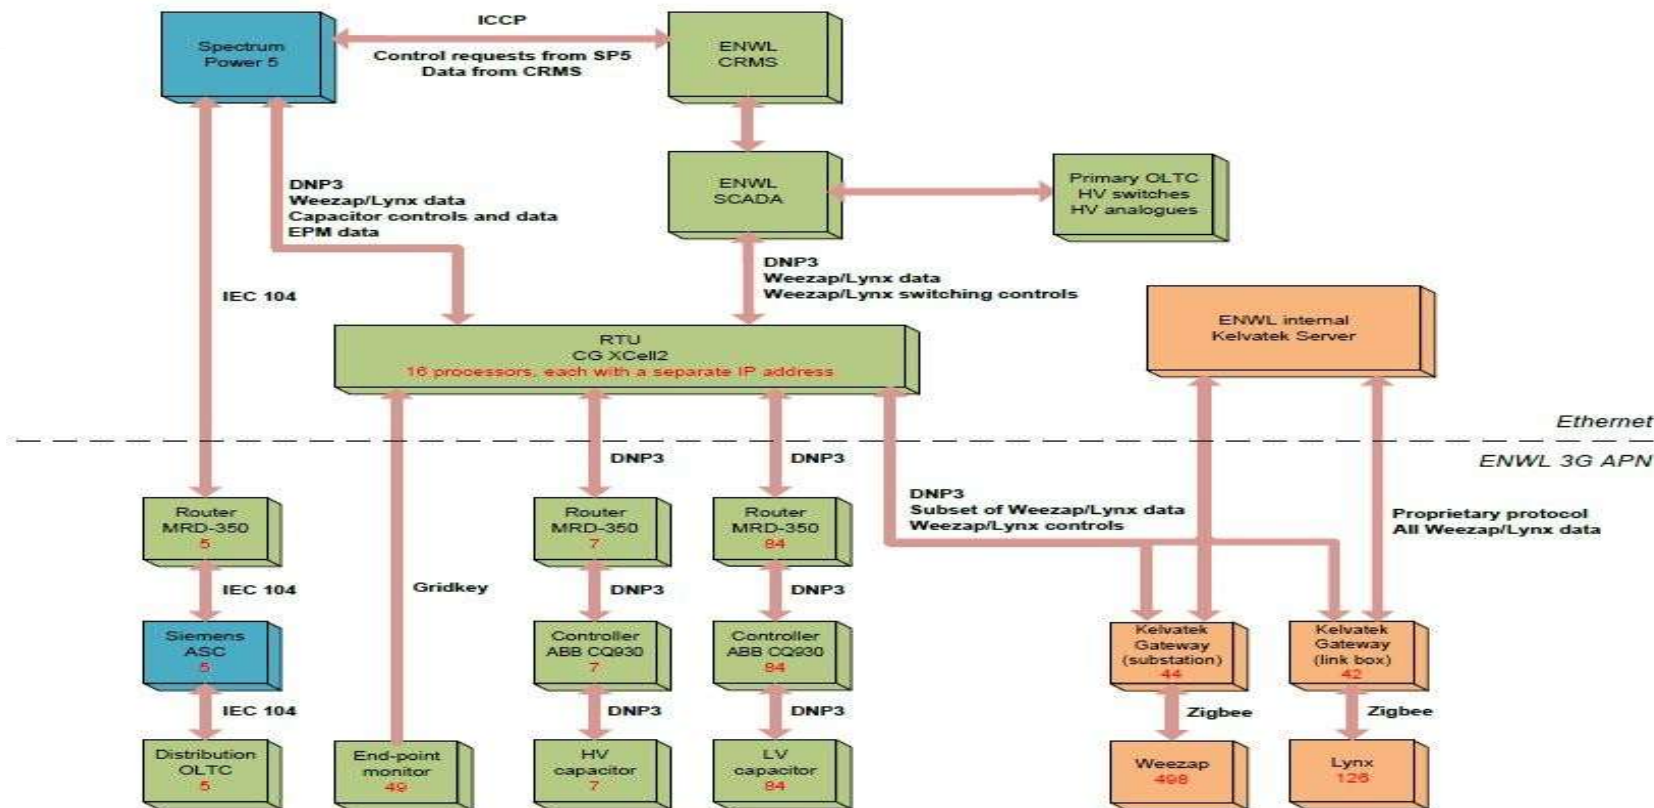 Spectrum
Power 5
ICCP
Control requests from SP5
Data from CRMS
ENWL
CRMS
ENWL
SCADA
Primary OLTC
HV switches
HV analogues
DNP3
Weezap/Lynx data
Capacitor controls and data
EPM data
DNP3
Weezap/Lynx data
Weezap/Lynx switching controls
IEC 104
RTU
CG XCell2
16 processors, each with a separate IP address
ENWL internal
Kelvatek Server
Ethernet
ENWL 3G APN
DNP3
DNP3
DNP3
Subset of Weezap/Lynx data
Weezap/Lynx controls
Proprietary protocol
All Weezap/Lynx data
Router
MRD-350
5
Router
MRD-350
7
Router
MRD-350
84
IEC 104
Gridkey
DNP3
DNP3
Siemens
ASC
5
Controller
ABB CQ930
7
Controller
ABB CQ930
84
Kelvatek
Gateway
(substation)
44
Kelvatek
Gateway
(link box)
42
IEC 104
DNP3
DNP3
Zigbee
Zigbee
Distribution
OLTC
5
End-point
monitor
49
HV
capacitor
7
LV
capacitor
84
Weezap
498
Lynx
126